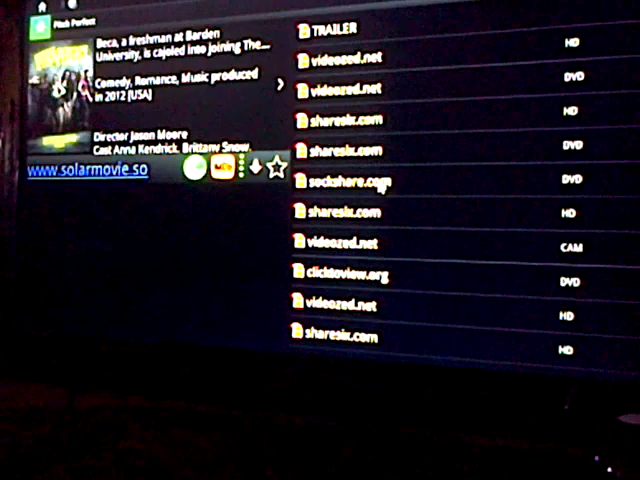 Pitch Perfect
Beca, a freshman at Barden
University, is cajoled into joining The...
Comedy, Romance, Music produced
in 2012 [USA]
Director Jason Moore
Cast Anna Kendrick, Brittany Snow,
www.solarmovie.so
TRAILER
videozed.net HD
videozed.net DVD
sharesix.com HD
sharesix.com DVD
sockshare.com DVD
sharesix.com HD
videozed.net CAM
clicktoview.org DVD
videozed.net HD
sharesix.com HD